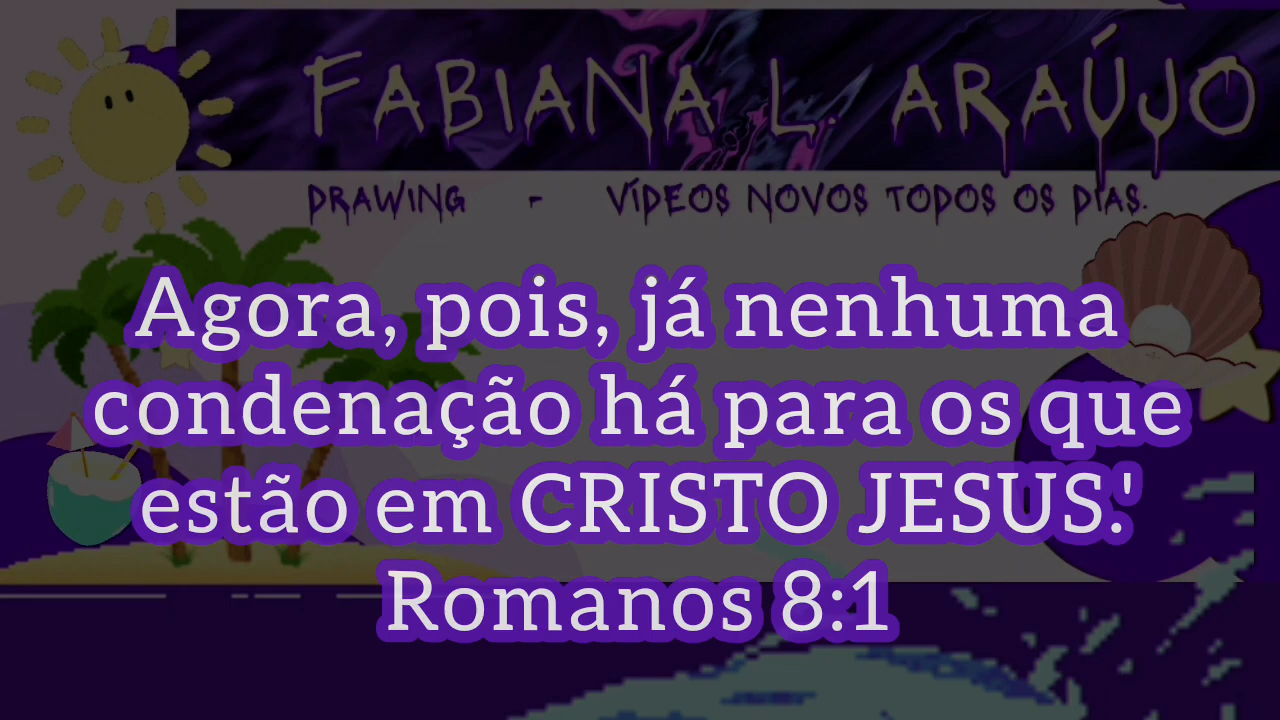 FABIANA L. ARAÚJO
DRAWING - VÍDEOS NOVOS TODOS OS DIAS.
Agora, pois, já nenhuma
condenação há para os que
estão em CRISTO JESUS.'
Romanos 8:1